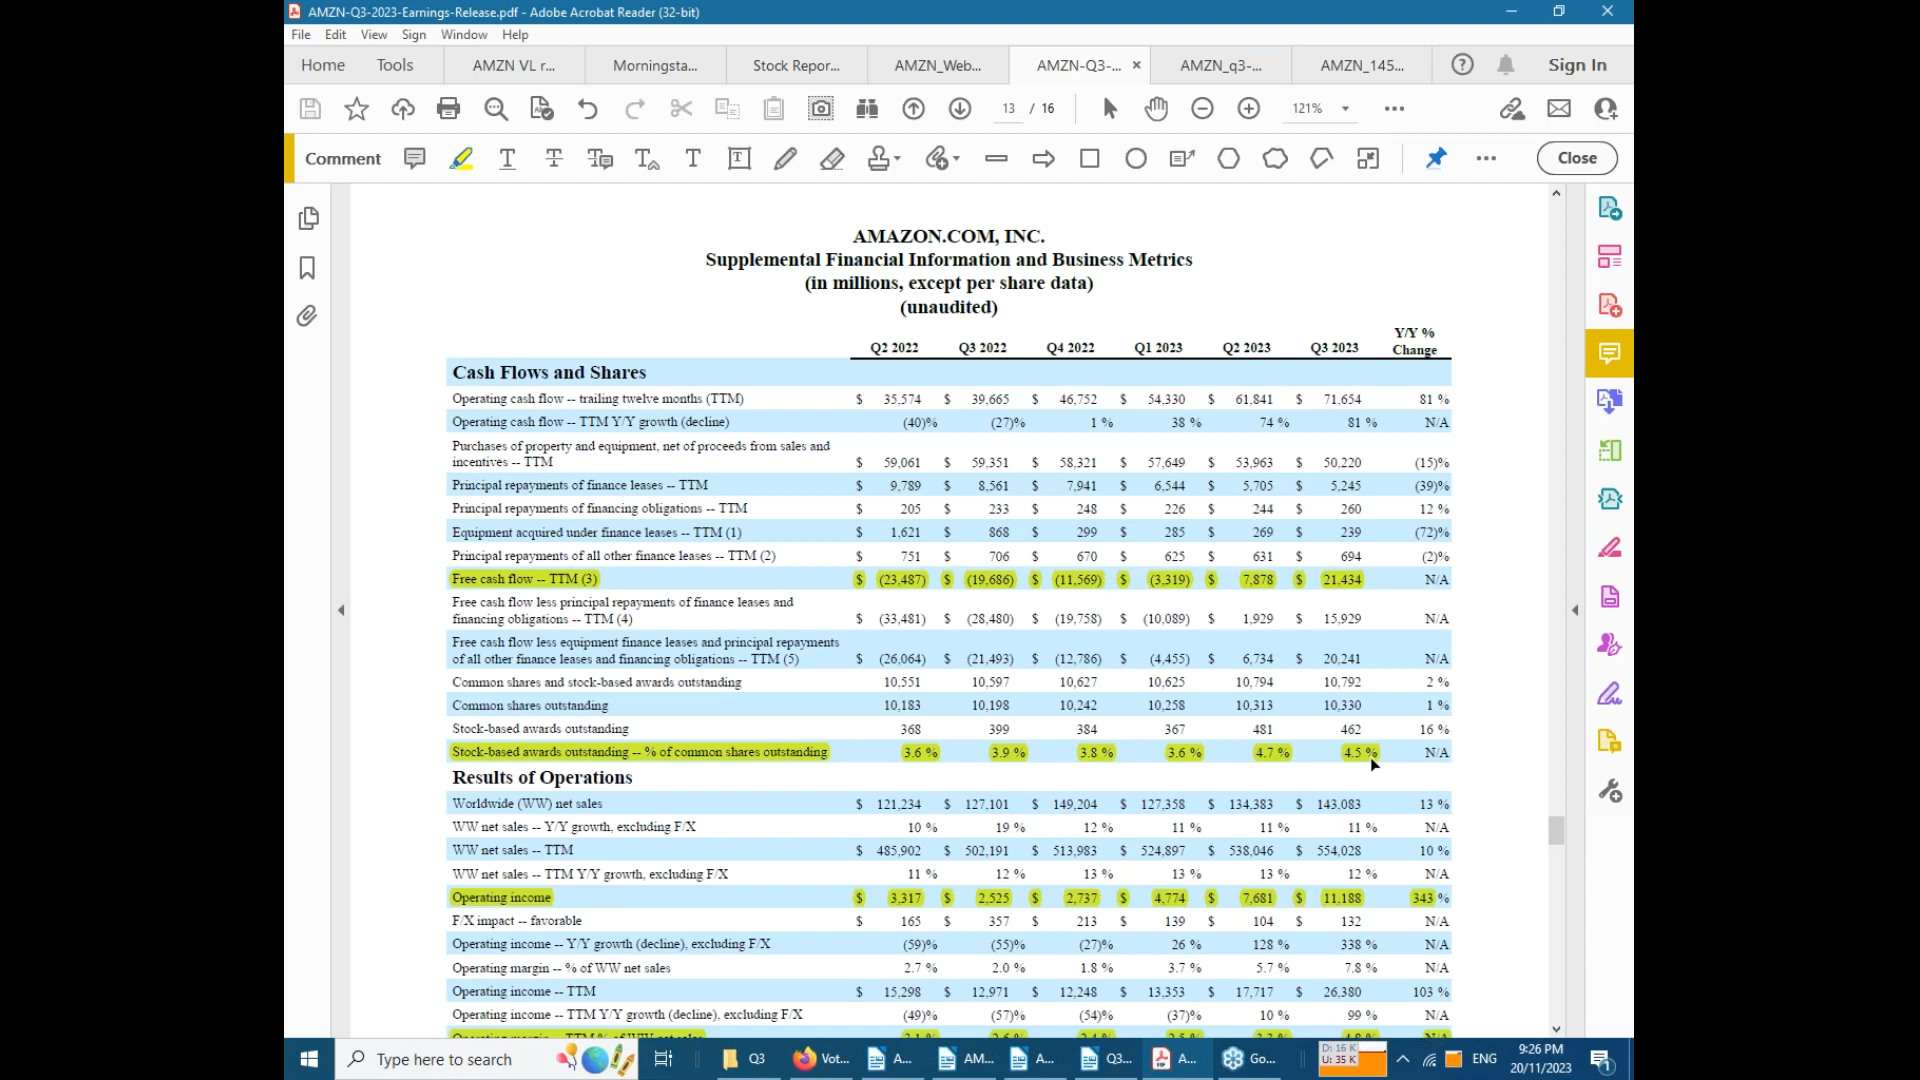 AMZN-Q3-2023-Earnings-Release.pdf - Adobe Acrobat Reader (32-bit)
File Edit View Sign Window Help
Home Tools AMZN VL r... Morningsta... Stock Repor... AMZN_Web... AMZN-Q3-... × AMZN_q3-... AMZN_145... Sign In
13 / 16 121%
Comment Close
AMAZON.COM, INC.
Supplemental Financial Information and Business Metrics
(in millions, except per share data)
(unaudited)
Q2 2022 Q3 2022 Q4 2022 Q1 2023 Q2 2023 Q3 2023 Y/Y % Change
Cash Flows and Shares
Operating cash flow -- trailing twelve months (TTM) $ 35,574 $ 39,665 $ 46,752 $ 54,330 $ 61,841 $ 71,654 81 %
Operating cash flow -- TTM Y/Y growth (decline) (40)% (27)% 1 % 38 % 74 % 81 % N/A
Purchases of property and equipment, net of proceeds from sales and
incentives -- TTM $ 59,061 $ 59,351 $ 58,321 $ 57,649 $ 53,963 $ 50,220 (15)%
Principal repayments of finance leases -- TTM $ 9,789 $ 8,561 $ 7,941 $ 6,544 $ 5,705 $ 5,245 (39)%
Principal repayments of financing obligations -- TTM $ 205 $ 233 $ 248 $ 226 $ 244 $ 260 12 %
Equipment acquired under finance leases -- TTM (1) $ 1,621 $ 868 $ 299 $ 285 $ 269 $ 239 (72)%
Principal repayments of all other finance leases -- TTM (2) $ 751 $ 706 $ 670 $ 625 $ 631 $ 694 (2)%
Free cash flow -- TTM (3) $ (23,487) $ (19,686) $ (11,569) $ (3,319) $ 7,878 $ 21,434 N/A
Free cash flow less principal repayments of finance leases and
financing obligations -- TTM (4) $ (33,481) $ (28,480) $ (19,758) $ (10,089) $ 1,929 $ 15,929 N/A
Free cash flow less equipment finance leases and principal repayments
of all other finance leases and financing obligations -- TTM (5) $ (26,064) $ (21,493) $ (12,786) $ (4,455) $ 6,734 $ 20,241 N/A
Common shares and stock-based awards outstanding 10,551 10,597 10,627 10,625 10,794 10,792 2 %
Common shares outstanding 10,183 10,198 10,242 10,258 10,313 10,330 1 %
Stock-based awards outstanding 368 399 384 367 481 462 16 %
Stock-based awards outstanding -- % of common shares outstanding 3.6 % 3.9 % 3.8 % 3.6 % 4.7 % 4.5 % N/A
Results of Operations
Worldwide (WW) net sales $ 121,234 $ 127,101 $ 149,204 $ 127,358 $ 134,383 $ 143,083 13 %
WW net sales -- Y/Y growth, excluding F/X 10 % 19 % 12 % 11 % 11 % 11 % N/A
WW net sales -- TTM $ 485,902 $ 502,191 $ 513,983 $ 524,897 $ 538,046 $ 554,028 10 %
WW net sales -- TTM Y/Y growth, excluding F/X 11 % 12 % 13 % 13 % 13 % 12 % N/A
Operating income $ 3,317 $ 2,525 $ 2,737 $ 4,774 $ 7,681 $ 11,188 343 %
F/X impact -- favorable $ 165 $ 357 $ 213 $ 139 $ 104 $ 132 N/A
Operating income -- Y/Y growth (decline), excluding F/X (59)% (55)% (27)% 26 % 128 % 338 % N/A
Operating margin -- % of WW net sales 2.7 % 2.0 % 1.8 % 3.7 % 5.7 % 7.8 % N/A
Operating income -- TTM $ 15,298 $ 12,971 $ 12,248 $ 13,353 $ 17,717 $ 26,380 103 %
Operating income -- TTM Y/Y growth (decline), excluding F/X (49)% (57)% (54)% (37)% 10 % 99 % N/A
Type here to search Q3 Vot... A... AM... A... Q3... A... Go... D: 16 K ENG 9:26 PM
U: 35 K 20/11/2023 1